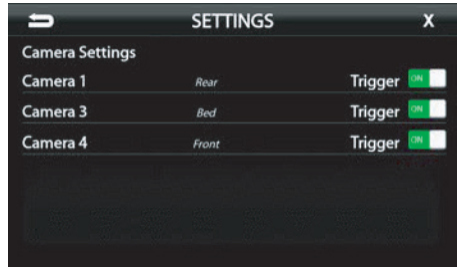 SETTINGS X
Camera Settings
Camera 1 Rear Trigger ON
Camera 3 Bed Trigger ON
Camera 4 Front Trigger ON